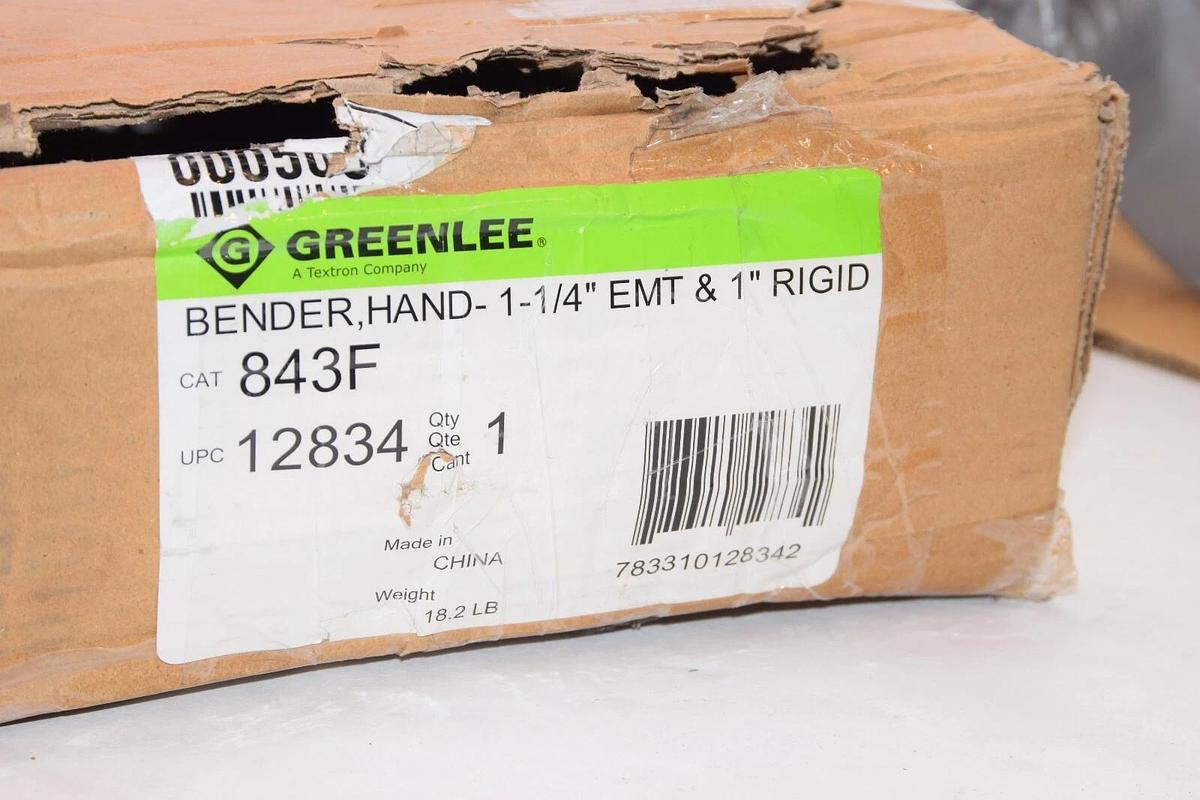 G GREENLEE®
A Textron Company
BENDER,HAND- 1-1/4" EMT & 1" RIGID
CAT 843F
UPC 12834 Qty
Qte
Cant 1
Made in
CHINA
Weight
18.2 LB
783310128342